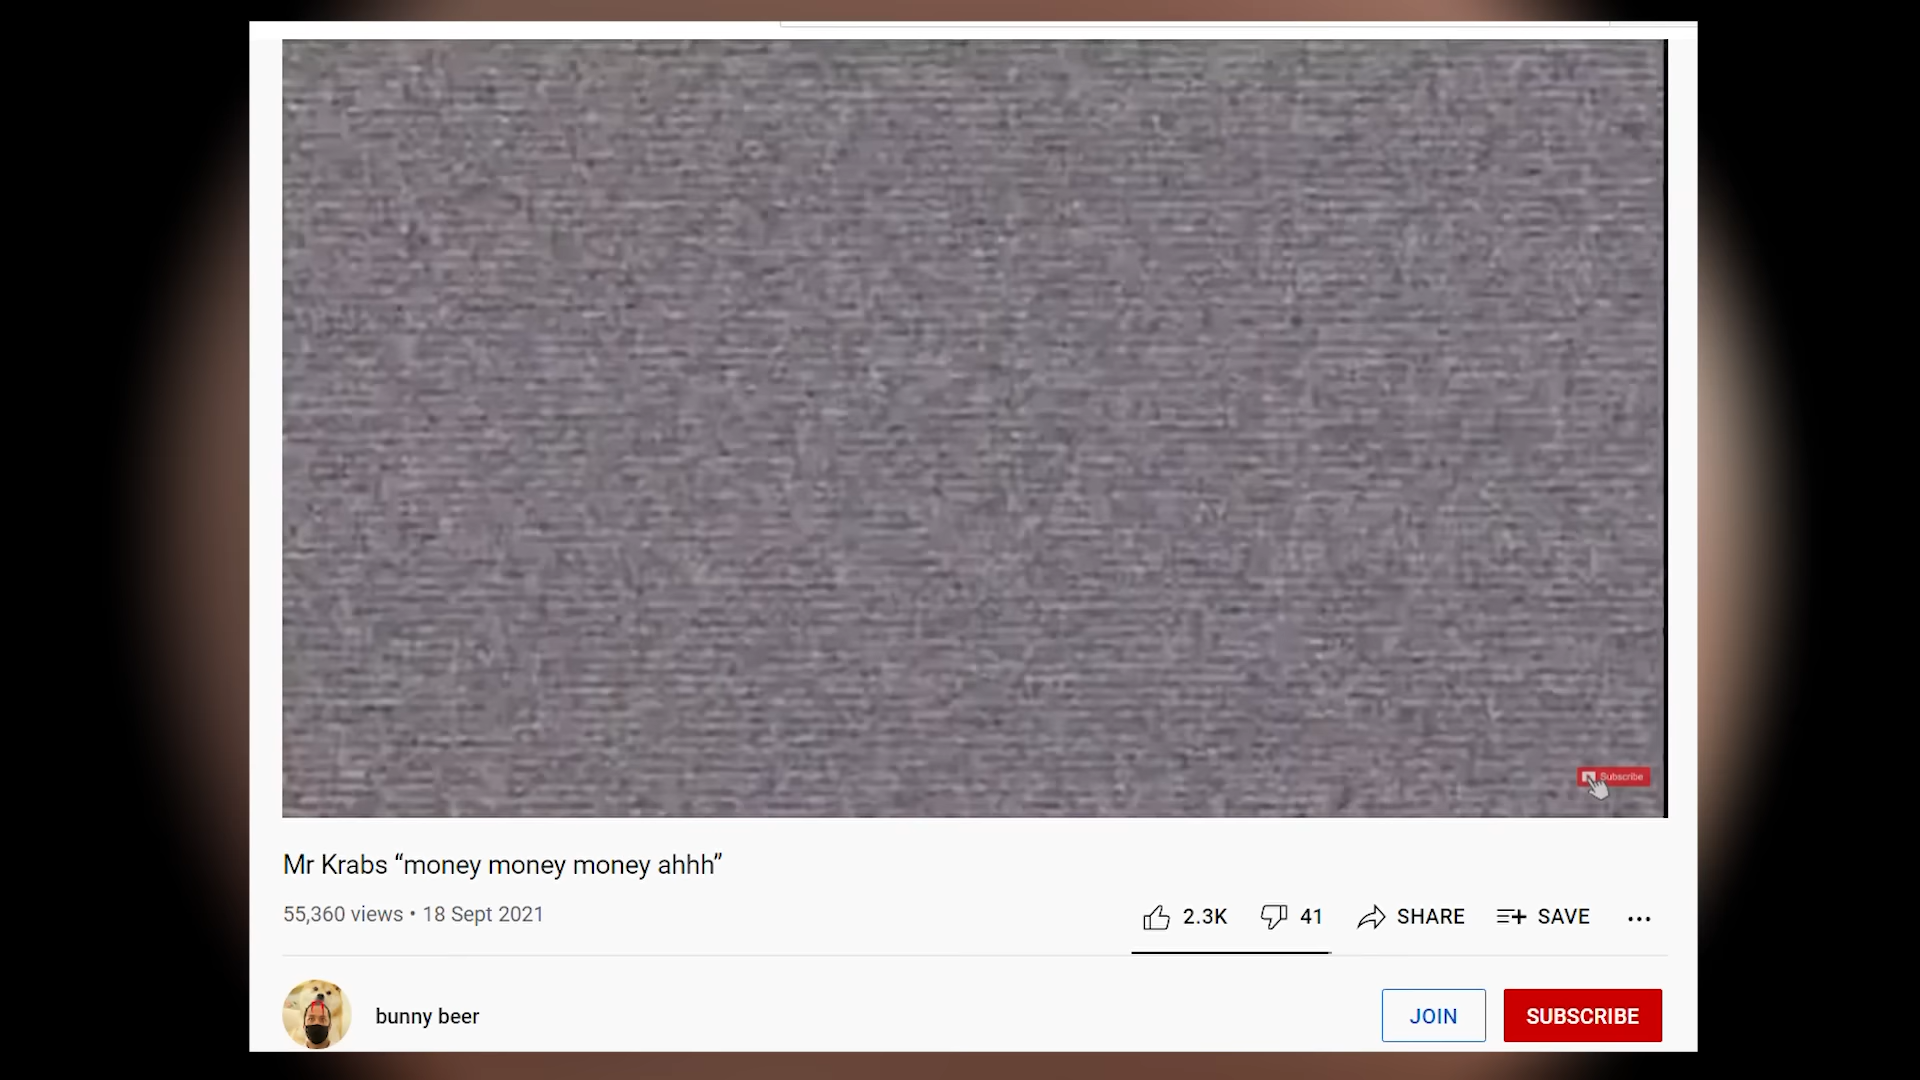 Subscribe
Mr Krabs “money money money ahhh”
55,360 views • 18 Sept 2021
2.3K 41 SHARE SAVE ...
bunny beer
JOIN SUBSCRIBE